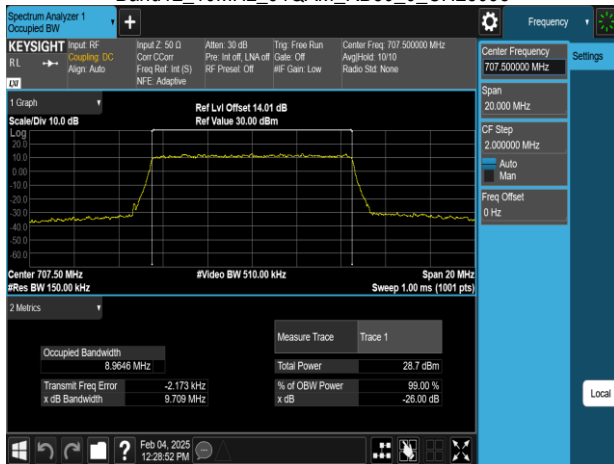 Spectrum Analyzer 1
Occupied BW
Frequency
KEYSIGHT
RL
Input: RF
Coupling: DC
Align: Auto
Input Z: 50 Ω
Corr CCorr
Freq Ref: Int (S)
NFE: Adaptive
Atten: 30 dB
Pre: Int off, LNA off
RF Preset: Off
Trig: Free Run
Gate: Off
#IF Gain: Low
Center Freq: 707.500000 MHz
Avg|Hold: 10/10
Radio Std: None
Center Frequency
707.500000 MHz
Settings
Span
20.000 MHz
CF Step
2.000000 MHz
Auto
Man
Freq Offset
0 Hz
Local
1 Graph
Scale/Div 10.0 dB
Ref Lvl Offset 14.01 dB
Ref Value 30.00 dBm
Log
20.0
10.0
0.00
-10.0
-20.0
-30.0
-40.0
-50.0
-60.0
Center 707.50 MHz
#Video BW 510.00 kHz
Span 20 MHz
#Res BW 150.00 kHz
Sweep 1.00 ms (1001 pts)
2 Metrics
Measure Trace
Trace 1
Occupied Bandwidth
8.9646 MHz
Total Power
28.7 dBm
Transmit Freq Error
-2.173 kHz
% of OBW Power
99.00 %
x dB Bandwidth
9.709 MHz
x dB
-26.00 dB
Feb 04, 2025
12:28:52 PM